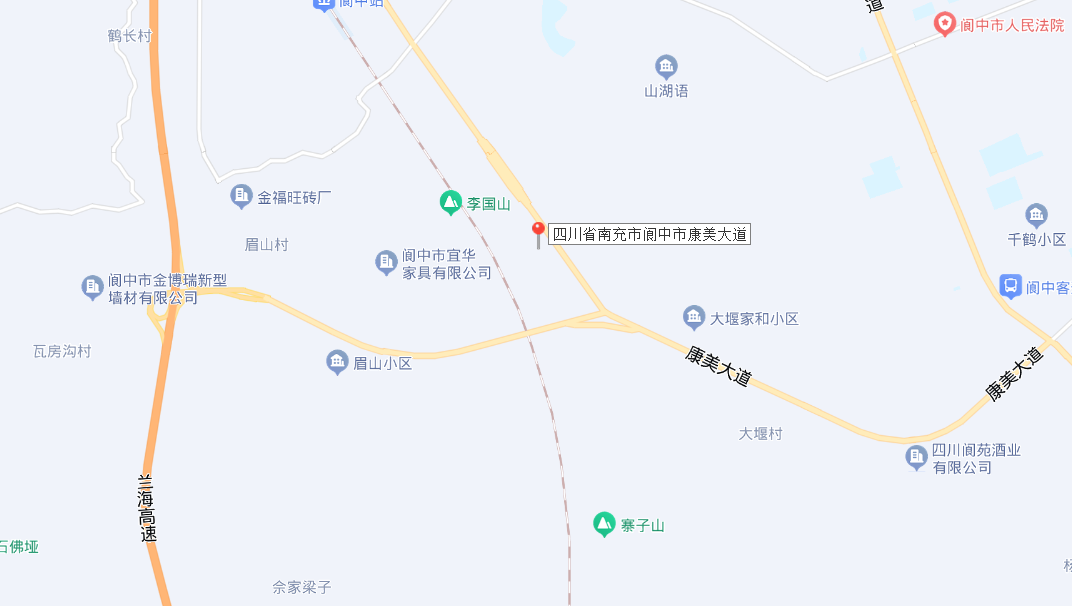 阆中站
道
阆中市人民法院
鹤长村
山湖语
金福旺砖厂
李国山
四川省南充市阆中市康美大道
千鹤小区
眉山村
阆中市宜华
家具有限公司
阆中市金博瑞新型
墙材有限公司
阆中客
大堰家和小区
瓦房沟村
眉山小区
康美大道
康美大道
大堰村
四川阆苑酒业
有限公司
兰海高速
寨子山
石佛垭
佘家梁子
杨